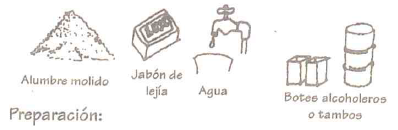 Alumbre molido
Jabón de
lejía
Agua
Botes alcoholeros
o tambos
Preparación: